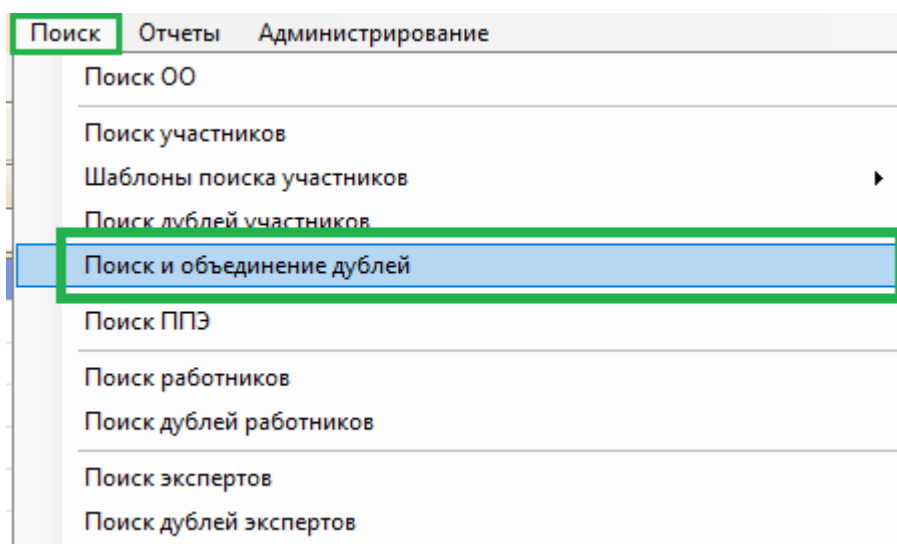 Поиск Отчеты Администрирование
Поиск ОО
Поиск участников
Шаблоны поиска участников
Поиск дублей участников
Поиск и объединение дублей
Поиск ППЭ
Поиск работников
Поиск дублей работников
Поиск экспертов
Поиск дублей экспертов